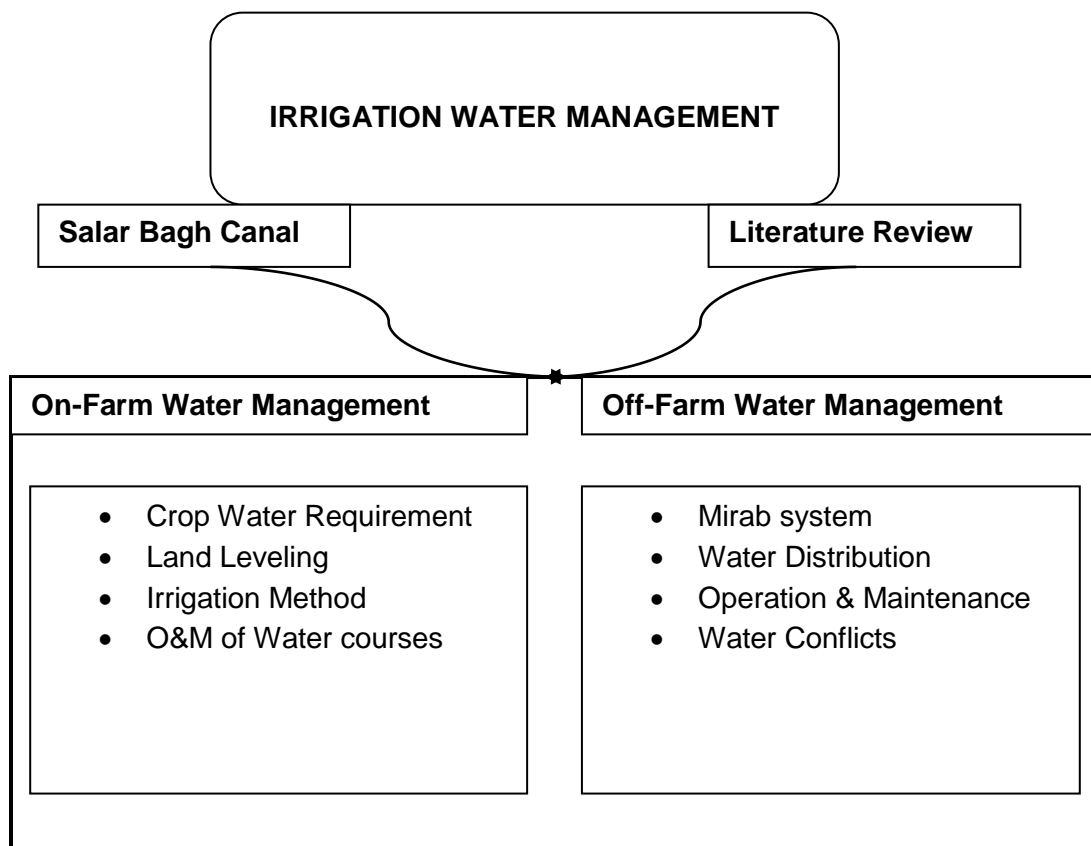 IRRIGATION WATER MANAGEMENT
Salar Bagh Canal
Literature Review
On-Farm Water Management
Off-Farm Water Management
• Crop Water Requirement
• Land Leveling
• Irrigation Method
• O&M of Water courses
• Mirab system
• Water Distribution
• Operation & Maintenance
• Water Conflicts